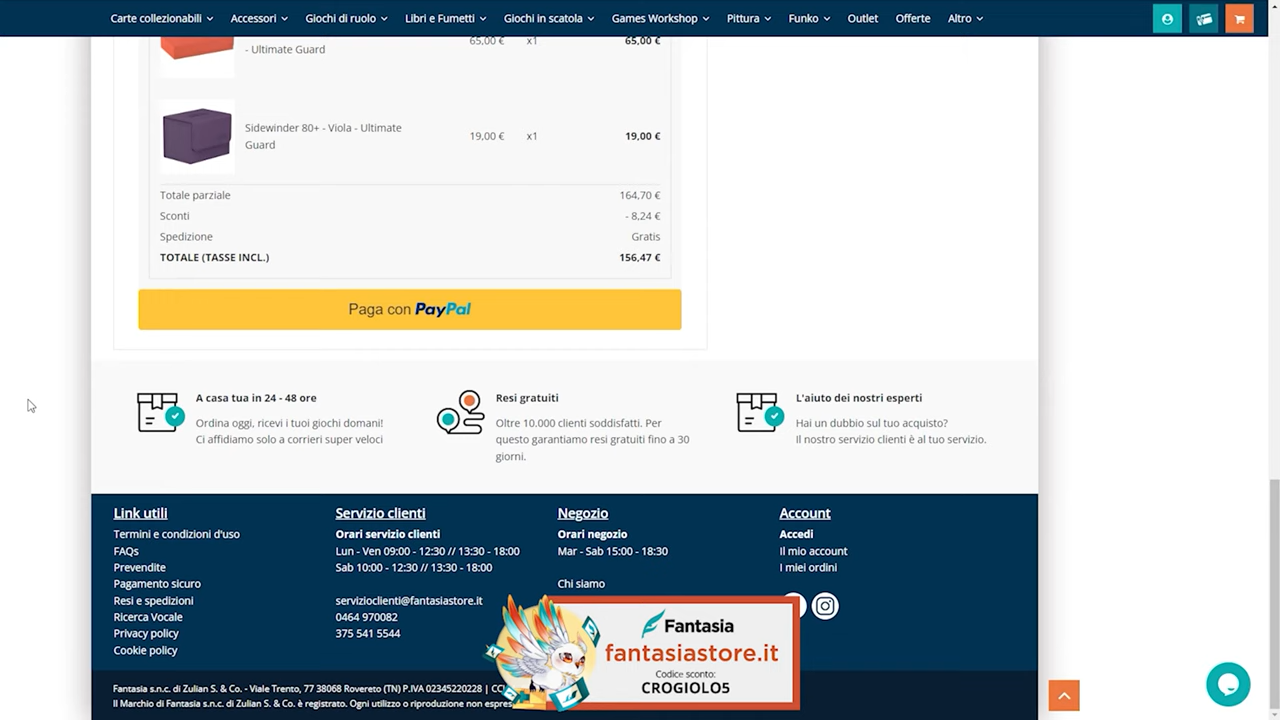 Carte collezionabili Accessori Giochi di ruolo Libri e Fumetti Giochi in scatola Games Workshop Pittura Funko Outlet Offerte Altro
65,00 € x1 65,00 €
- Ultimate Guard
Sidewinder 80+ - Viola - Ultimate
Guard
19,00 € x1 19,00 €
Totale parziale 164,70 €
Sconti - 8,24 €
Spedizione Gratis
TOTALE (TASSE INCL.) 156,47 €
Paga con PayPal
A casa tua in 24 - 48 ore
Ordina oggi, ricevi i tuoi giochi domani!
Ci affidiamo solo a corrieri super veloci
Resi gratuiti
Oltre 10.000 clienti soddisfatti. Per
questo garantiamo resi gratuiti fino a 30
giorni.
L'aiuto dei nostri esperti
Hai un dubbio sul tuo acquisto?
Il nostro servizio clienti è al tuo servizio.
Link utili
Termini e condizioni d'uso
FAQs
Prevendite
Pagamento sicuro
Resi e spedizioni
Ricerca Vocale
Privacy policy
Cookie policy
Servizio clienti
Orari servizio clienti
Lun - Ven 09:00 - 12:30 // 13:30 - 18:00
Sab 10:00 - 12:30 // 13:30 - 18:00
servizioclienti@fantasiastore.it
0464 970082
375 541 5544
Negozio
Orari negozio
Mar - Sab 15:00 - 18:30
Chi siamo
Account
Accedi
Il mio account
I miei ordini
Fantasia
fantasiastore.it
Codice sconto:
CROGIOLO5
Fantasia s.n.c. di Zulian S. & Co. - Viale Trento, 77 38068 Rovereto (TN) P.IVA 02345220228 |
Il Marchio di Fantasia s.n.c. di Zulian S. & Co. è registrato. Ogni utilizzo o riproduzione non